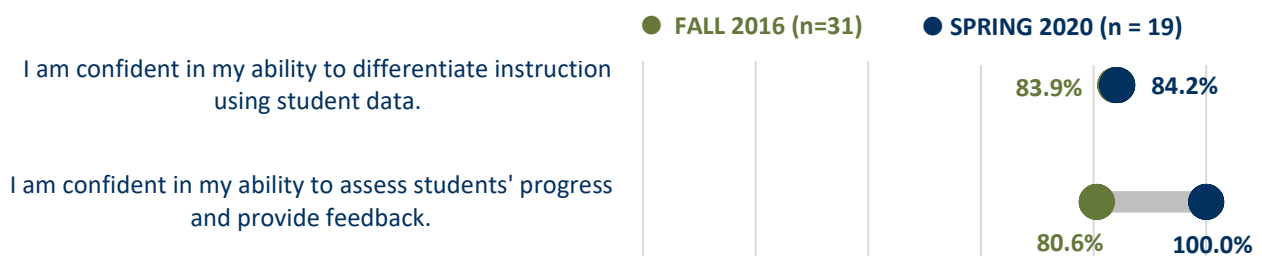 FALL 2016 (n=31) SPRING 2020 (n = 19)
I am confident in my ability to differentiate instruction
using student data.
83.9% 84.2%
I am confident in my ability to assess students' progress
and provide feedback.
80.6% 100.0%